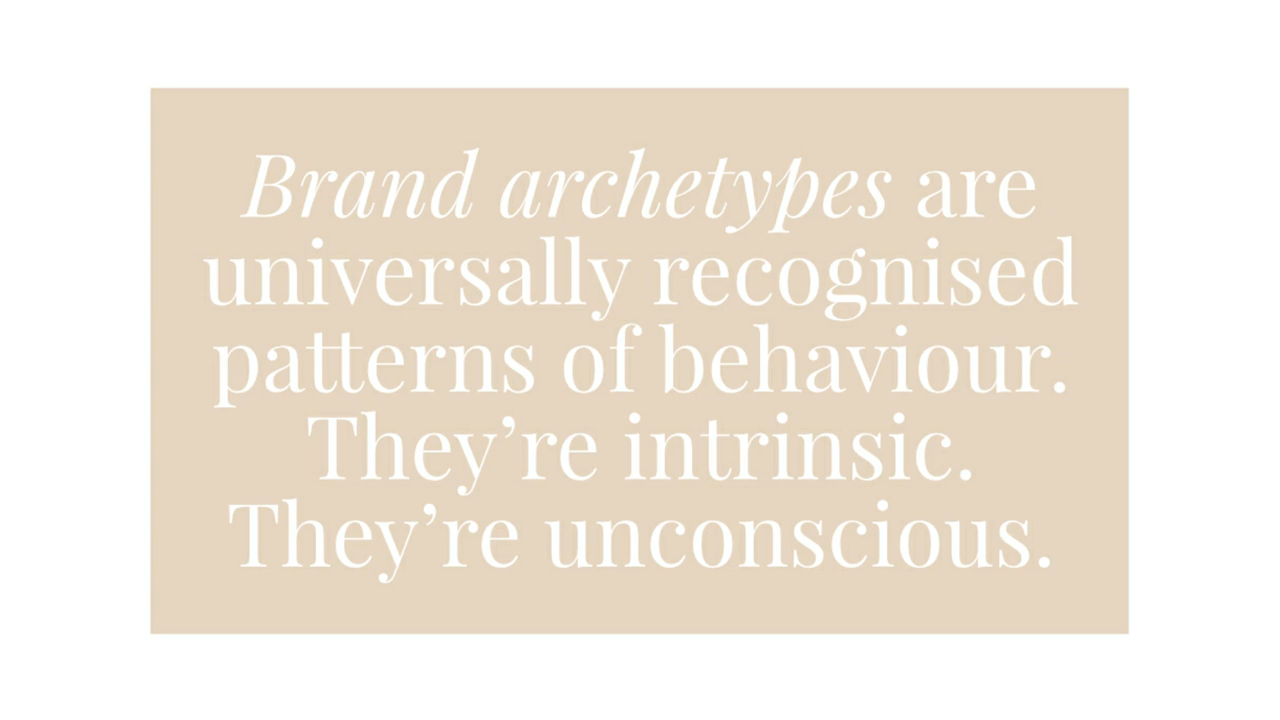 Brand archetypes are
universally recognised
patterns of behaviour.
They’re intrinsic.
They’re unconscious.